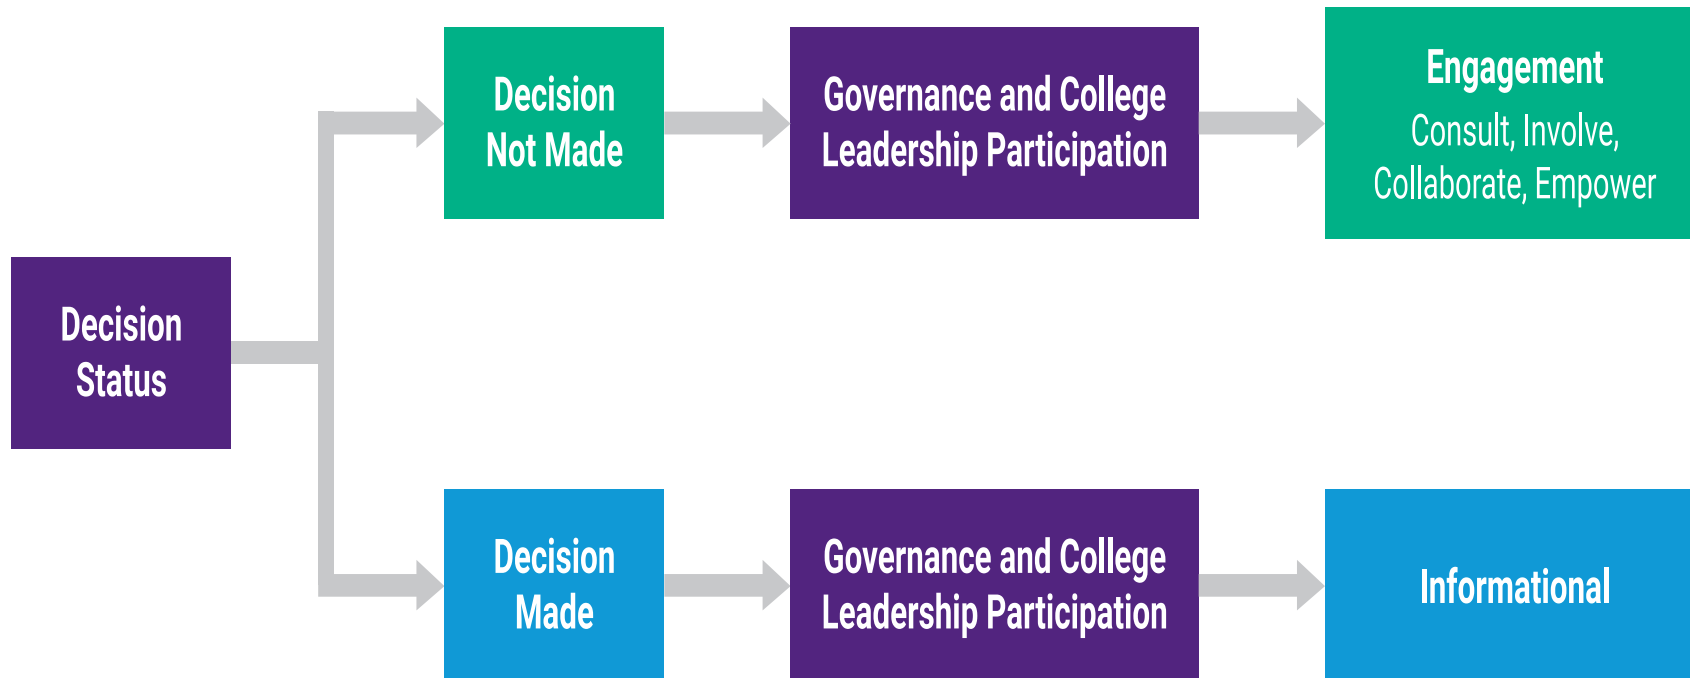 Decision
Status
Decision
Not Made
Governance and College
Leadership Participation
Engagement
Consult, Involve,
Collaborate, Empower
Decision
Made
Governance and College
Leadership Participation
Informational